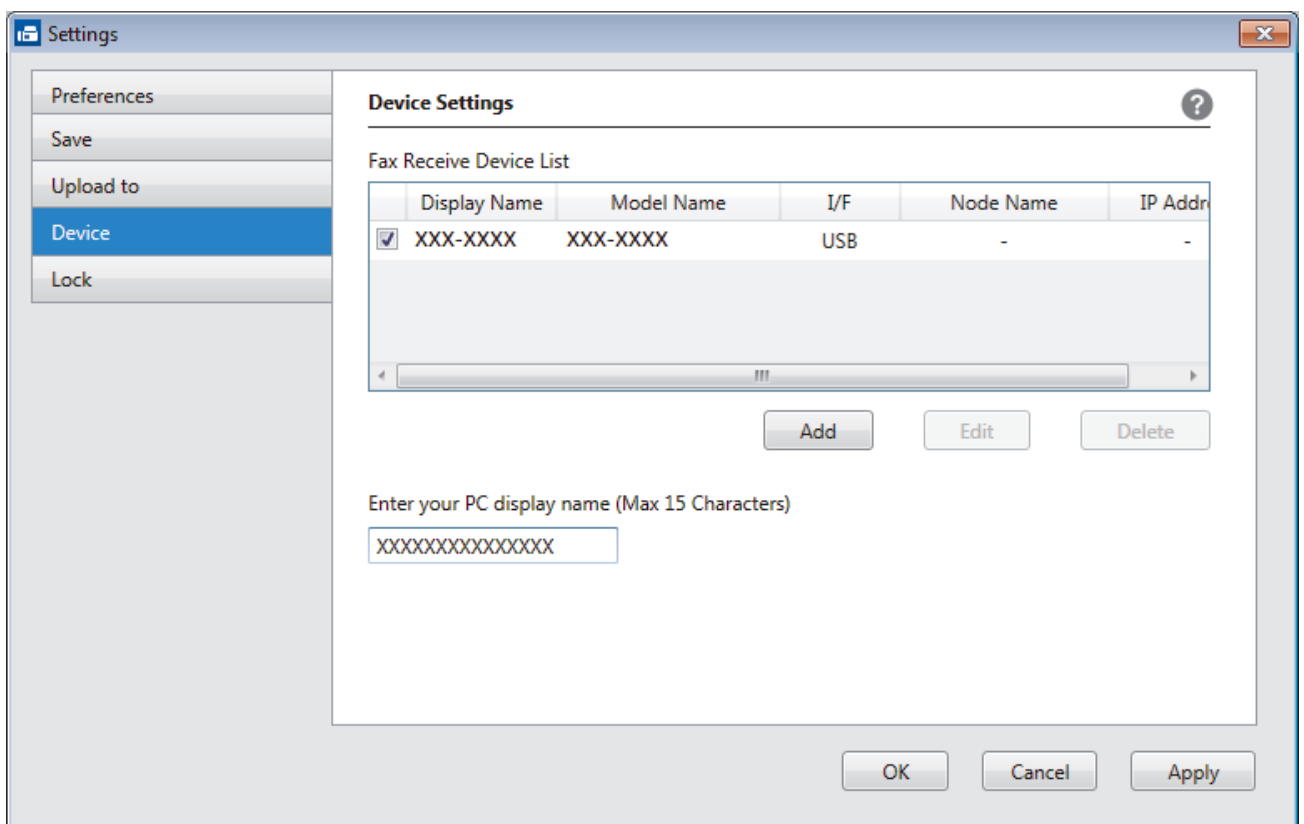 Settings
Preferences
Save
Upload to
Device
Lock
Device Settings
?
Fax Receive Device List
Display Name Model Name I/F Node Name IP Addr
XXX-XXXX XXX-XXXX USB - -
Add Edit Delete
Enter your PC display name (Max 15 Characters)
XXXXXXXXXXXXXXX
OK Cancel Apply